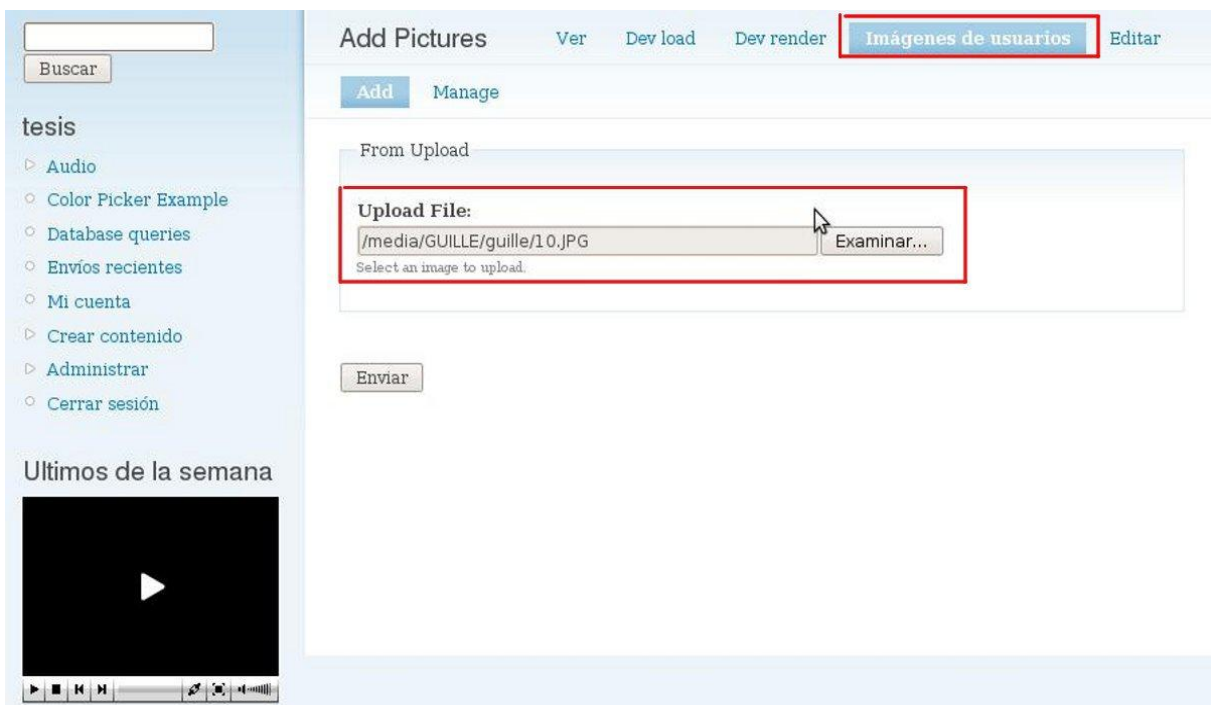 Buscar
tesis
Audio
Color Picker Example
Database queries
Envíos recientes
Mi cuenta
Crear contenido
Administrar
Cerrar sesión
Ultimos de la semana
Add Pictures Ver Dev load Dev render Imágenes de usuarios Editar
Add Manage
From Upload
Upload File:
/media/GUILLE/guille/10.JPG Examinar...
Select an image to upload.
Enviar